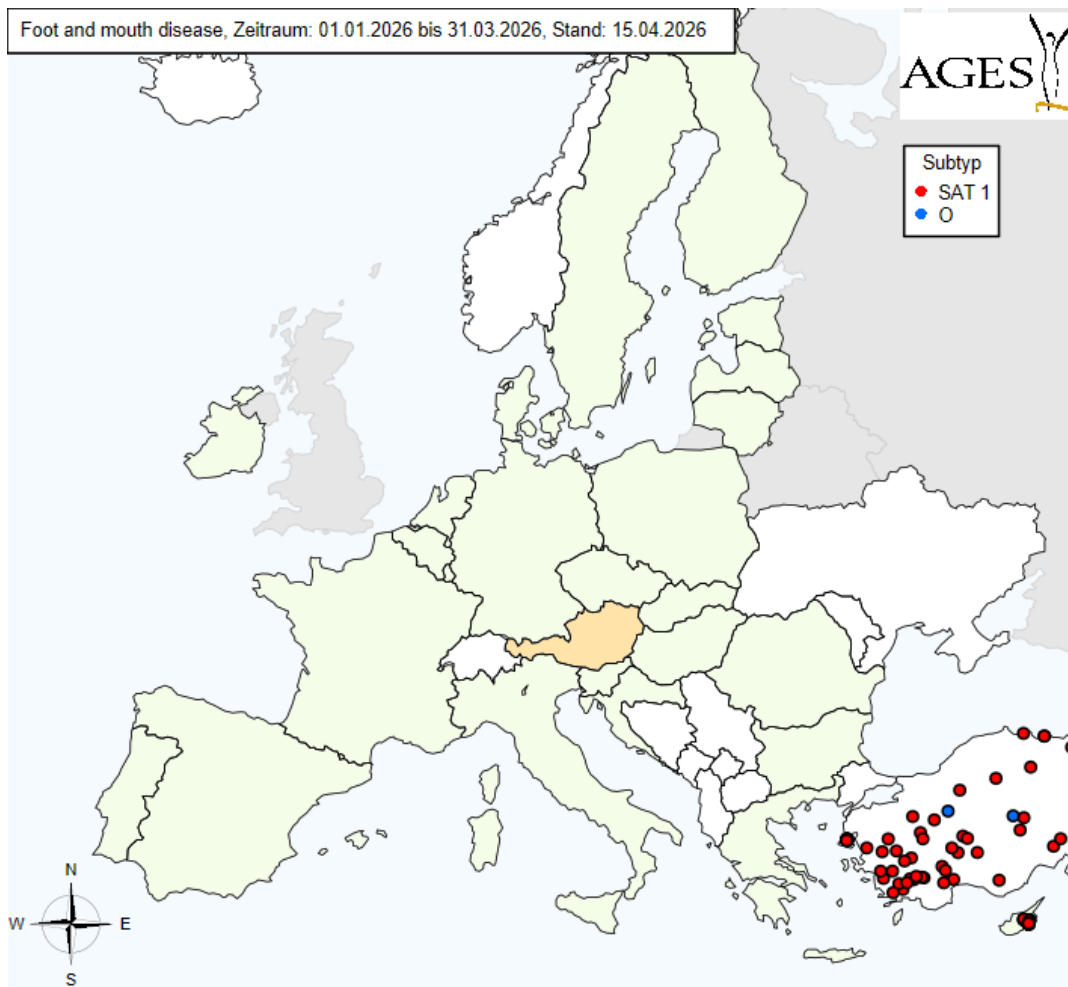 Foot and mouth disease, Zeitraum: 01.01.2026 bis 31.03.2026, Stand: 15.04.2026
AGES
Subtyp
SAT 1
O
N
W E
S